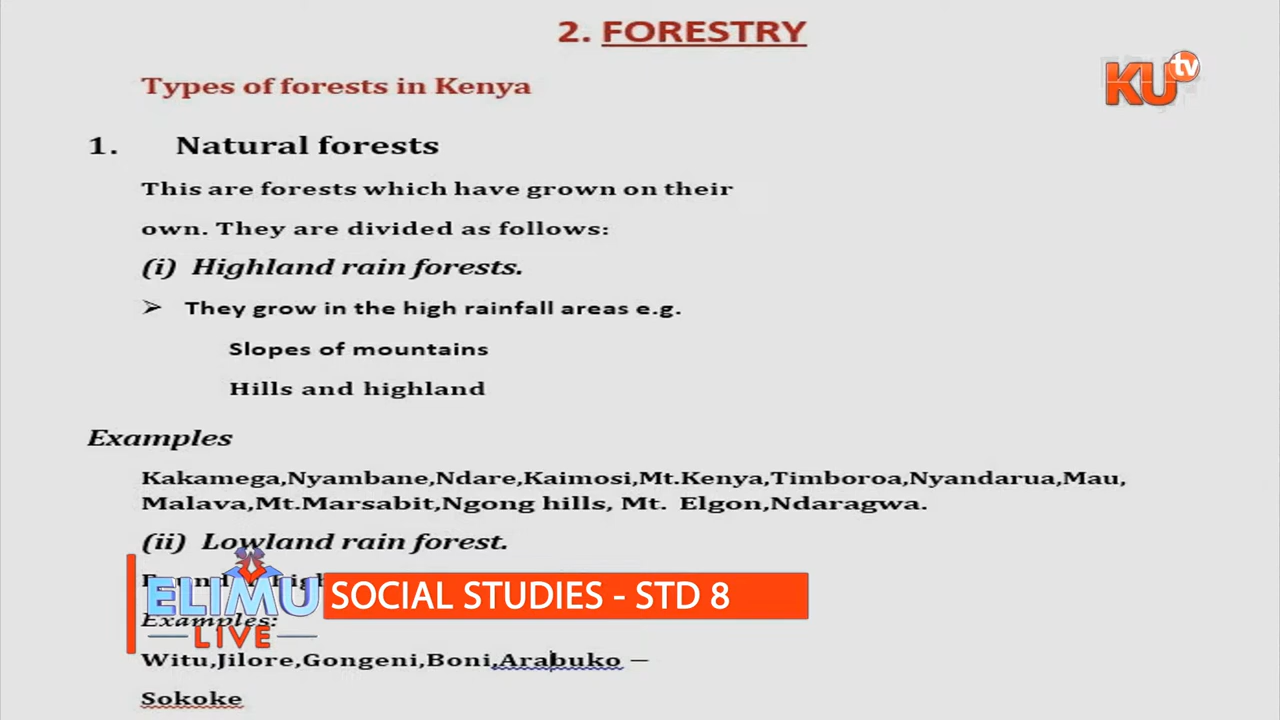 2. FORESTRY
KU tv
Types of forests in Kenya
1. Natural forests
This are forests which have grown on their
own. They are divided as follows:
(i) Highland rain forests.
➢ They grow in the high rainfall areas e.g.
Slopes of mountains
Hills and highland
Examples
Kakamega,Nyambane,Ndare,Kaimosi,Mt.Kenya,Timboroa,Nyandarua,Mau,
Malava,Mt.Marsabit,Ngong hills, Mt. Elgon,Ndaragwa.
(ii) Lowland rain forest.
ELIMU
LIVE
SOCIAL STUDIES - STD 8
Examples:
Witu,Jilore,Gongeni,Boni,Arabuko –
Sokoke